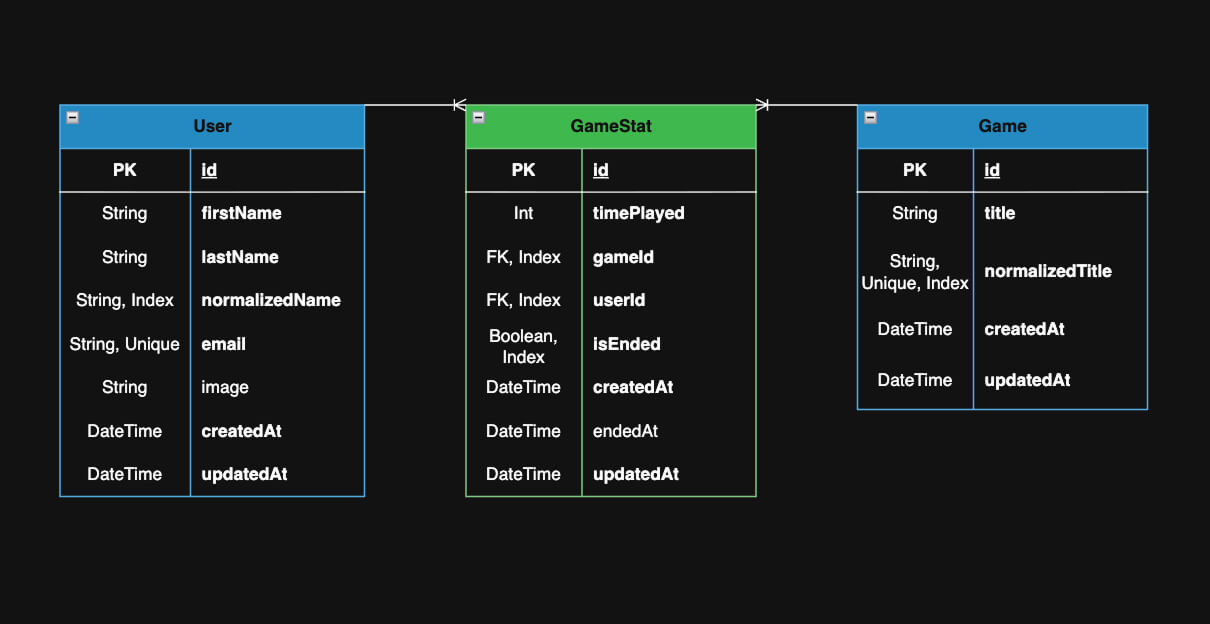 User
PK id
String firstName
String lastName
String, Index normalizedName
String, Unique email
String image
DateTime createdAt
DateTime updatedAt
GameStat
PK id
Int timePlayed
FK, Index gameId
FK, Index userId
Boolean,
Index isEnded
DateTime createdAt
DateTime endedAt
DateTime updatedAt
Game
PK id
String title
String,
Unique, Index normalizedTitle
DateTime createdAt
DateTime updatedAt